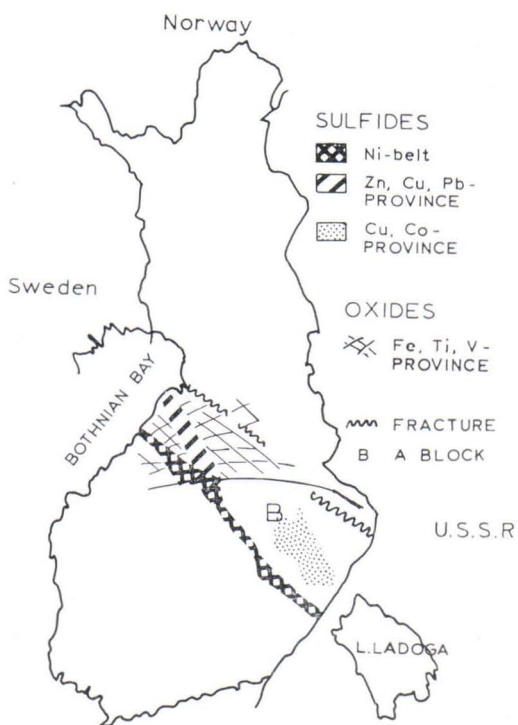 Norway
SULFIDES
Ni-belt
Zn, Cu, Pb-
PROVINCE
Cu, Co-
PROVINCE
Sweden
OXIDES
Fe, Ti, V-
PROVINCE
BOTHNIAN BAY
FRACTURE
B A BLOCK
B
U.S.S.R
L.LADOGA